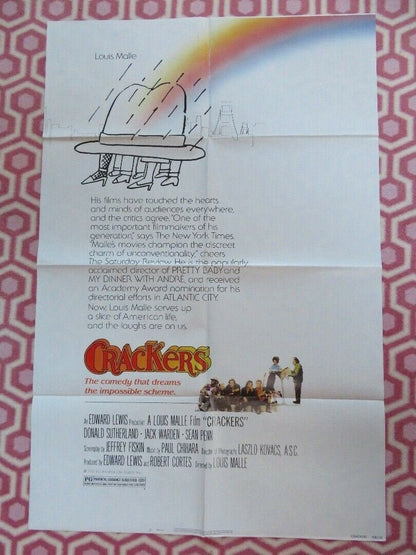 Louis Malle
His films have touched the hearts
and minds of audiences everywhere,
and the critics agree. "One of the
most important filmmakers of his
generation," says The New York Times.
"Malle's movies champion the discreet
charm of unconventionality," cheers
The Saturday Review. He is the popularly
acclaimed director of PRETTY BABY and
MY DINNER WITH ANDRE, and received
an Academy Award nomination for his
directorial efforts in ATLANTIC CITY.
Now, Louis Malle serves up
a slice of American life,
and the laughs are on us.
CRACKERS
The comedy that dreams
the impossible scheme.
An EDWARD LEWIS Production A LOUIS MALLE Film "CRACKERS"
DONALD SUTHERLAND · JACK WARDEN · SEAN PENN
Screenplay by JEFFREY FISKIN Music by PAUL CHIHARA Director of Photography LASZLO KOVACS, A.S.C.
Produced by EDWARD LEWIS and ROBERT CORTES Directed by LOUIS MALLE
PG PARENTAL GUIDANCE SUGGESTED